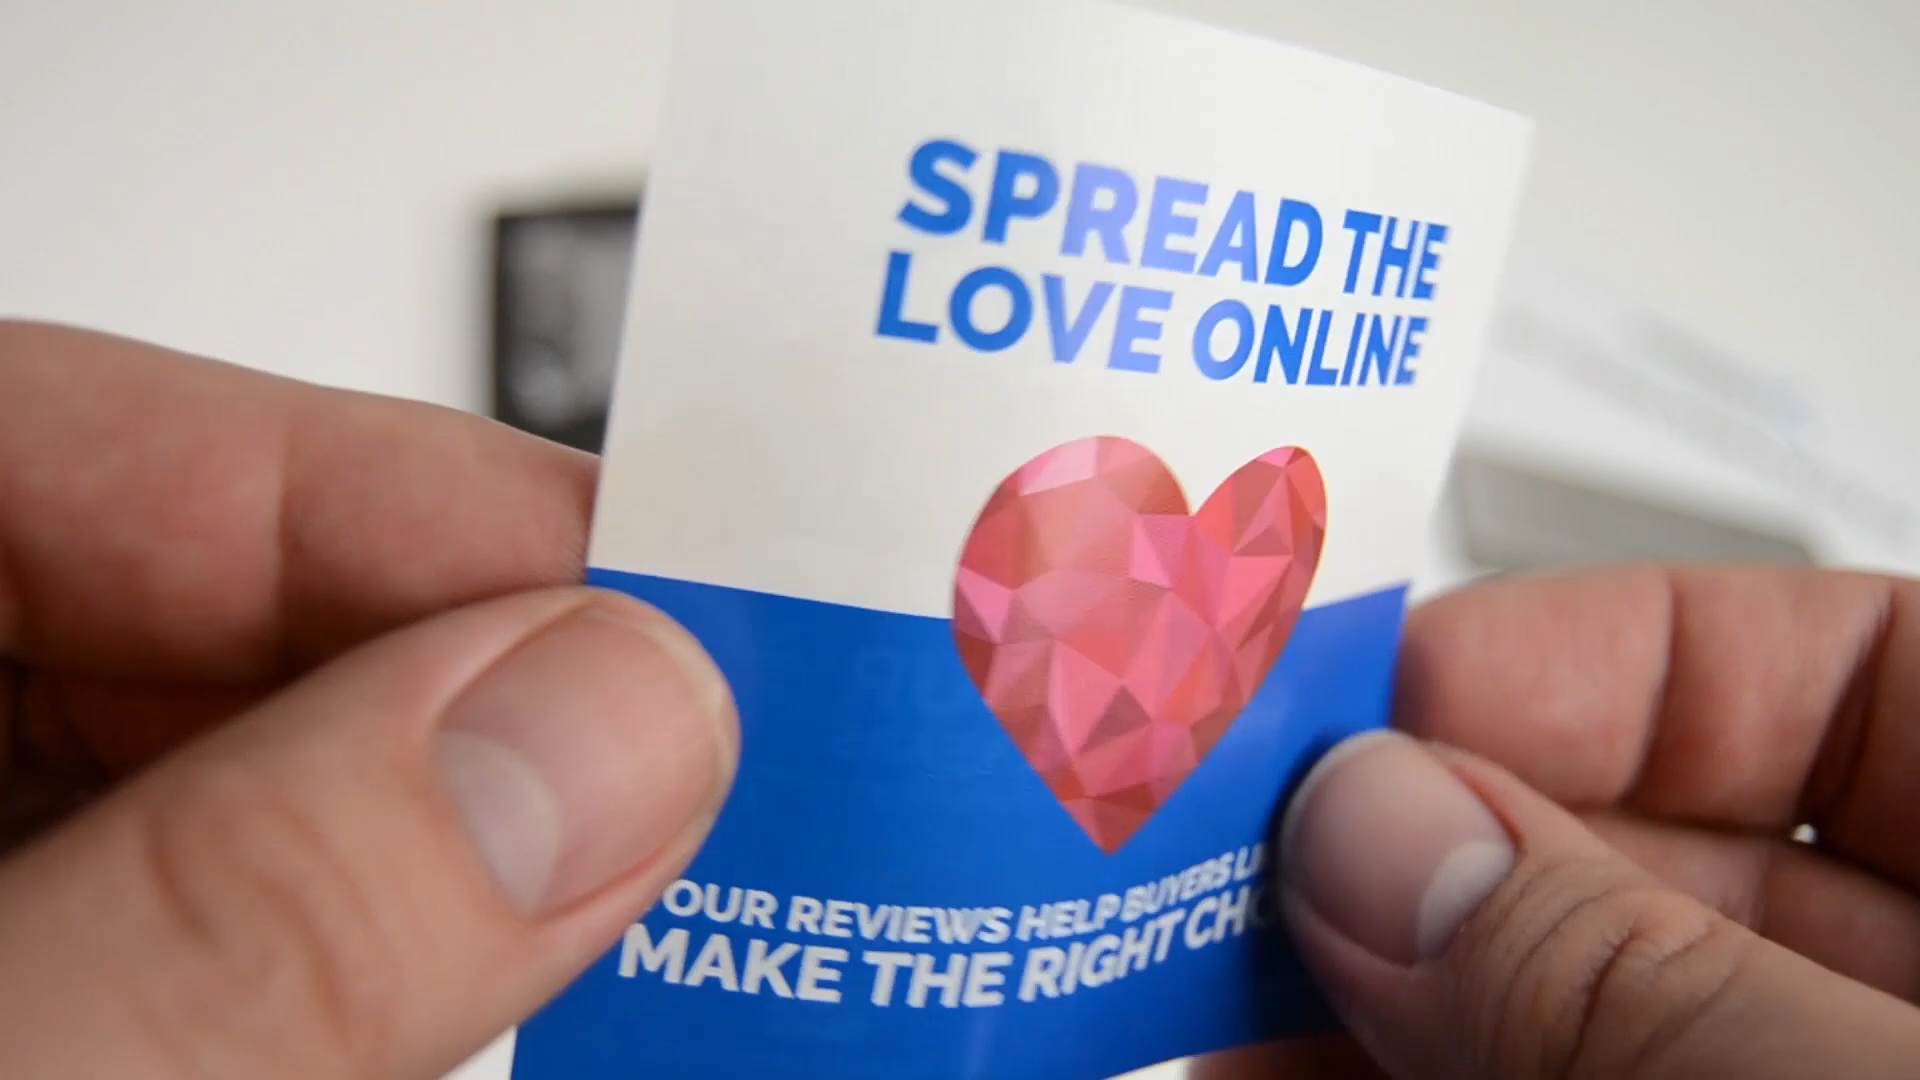 SPREAD THE
LOVE ONLINE
OUR REVIEWS HELP BUYERS
MAKE THE RIGHT